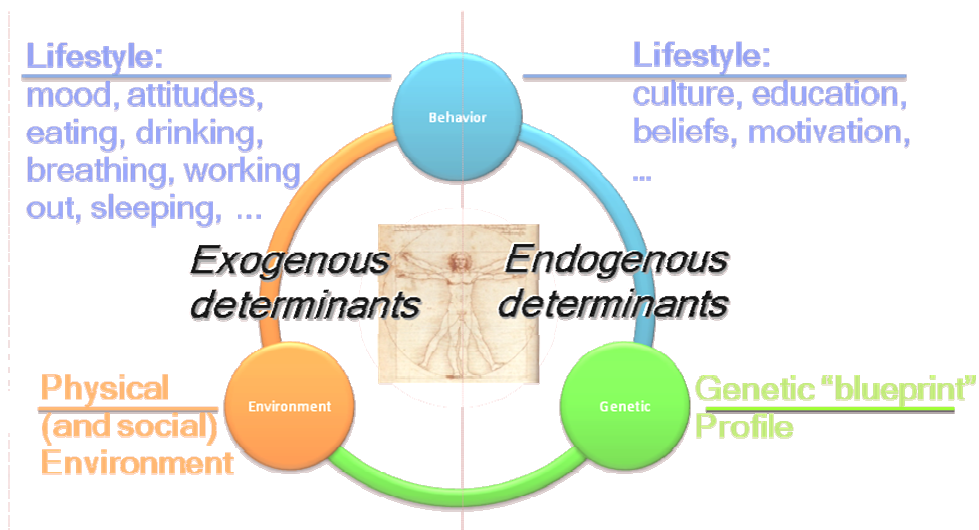 Lifestyle:
mood, attitudes,
eating, drinking,
breathing, working
out, sleeping, ...
Lifestyle:
culture, education,
beliefs, motivation,
...
Behavior
Exogenous
determinants
Endogenous
determinants
Physical
(and social)
Environment
Environment
Genetic
Genetic “blueprint”
Profile